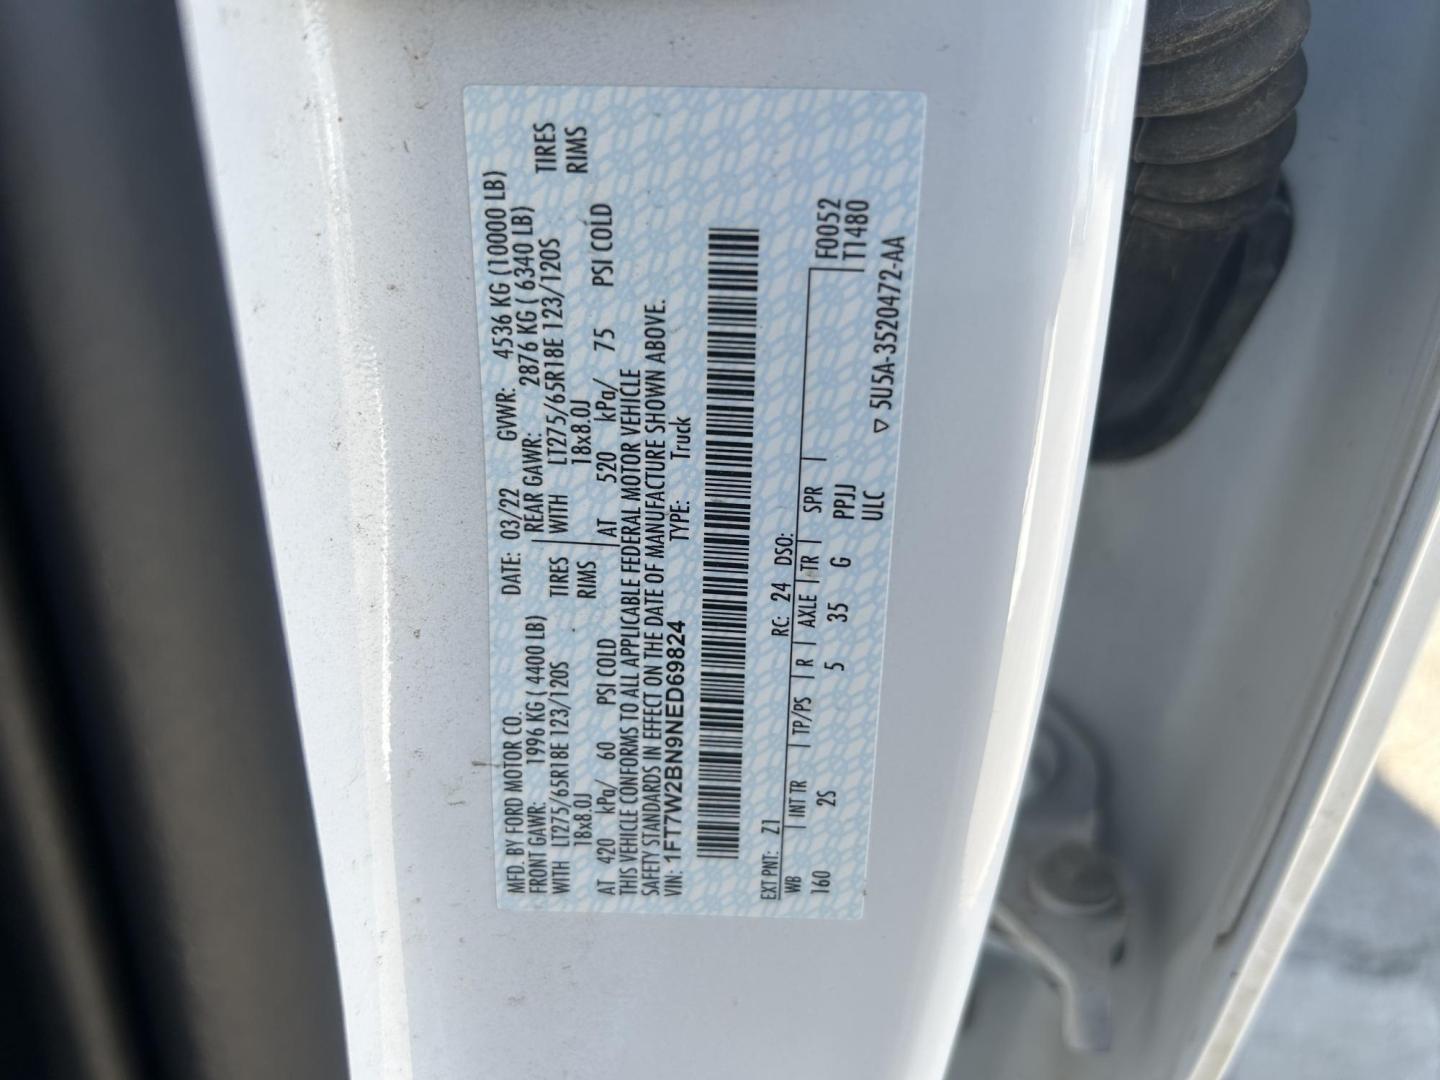 MFD. BY FORD MOTOR CO. DATE: 03/22 GVWR: 4536 KG (10000 LB)
FRONT GAWR: 1996 KG ( 4400 LB) REAR GAWR: 2876 KG ( 6340 LB)
WITH LT275/65R18E 123/120S TIRES WITH LT275/65R18E 123/120S TIRES
18x8.0J RIMS 18x8.0J RIMS
AT 420 kPa/ 60 PSI COLD AT 520 kPa/ 75 PSI COLD
THIS VEHICLE CONFORMS TO ALL APPLICABLE FEDERAL MOTOR VEHICLE
SAFETY STANDARDS IN EFFECT ON THE DATE OF MANUFACTURE SHOWN ABOVE.
VIN: 1FT7W2BN9NED69824 TYPE: Truck
EXT PNT: Z1 RC: 24 DSO:
WB INT TR TP/PS R AXLE TR SPR F0052
160 2S 5 35 G PPJJ T1480
ULC ▽ 5U5A-3520472-AA